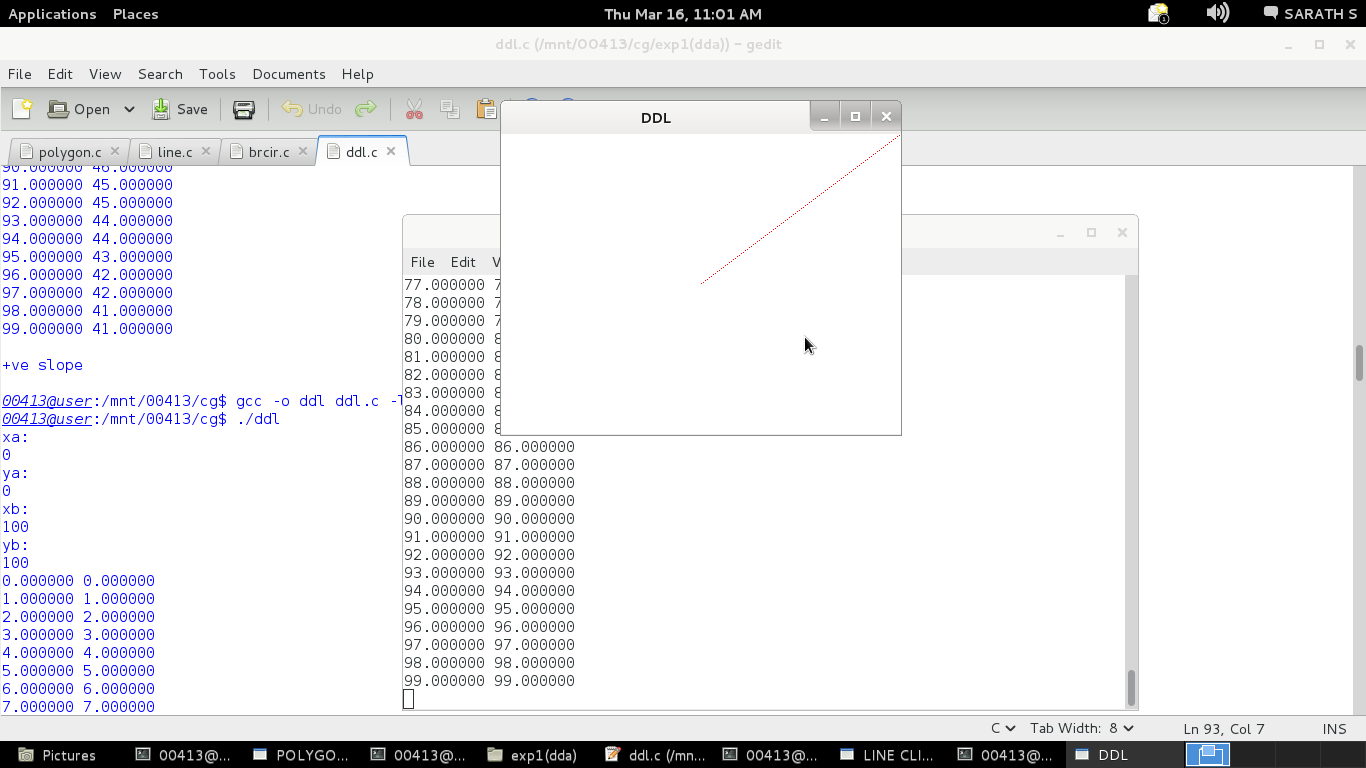 Applications Places Thu Mar 16, 11:01 AM 1 SARATH S
ddl.c (/mnt/00413/cg/exp1(dda)) - gedit
File Edit View Search Tools Documents Help
Open Save Undo
polygon.c line.c brcir.c ddl.c
90.000000 46.000000
91.000000 45.000000
92.000000 45.000000
93.000000 44.000000
94.000000 44.000000
95.000000 43.000000
96.000000 42.000000
97.000000 42.000000
98.000000 41.000000
99.000000 41.000000
+ve slope
00413@user:/mnt/00413/cg$ gcc -o ddl ddl.c -l
00413@user:/mnt/00413/cg$ ./ddl
xa:
0
ya:
0
xb:
100
yb:
100
0.000000 0.000000
1.000000 1.000000
2.000000 2.000000
3.000000 3.000000
4.000000 4.000000
5.000000 5.000000
6.000000 6.000000
7.000000 7.000000
DDL
File Edit V
77.000000 7
78.000000 7
79.000000 7
80.000000 8
81.000000 8
82.000000 8
83.000000 8
84.000000 8
85.000000 8
86.000000 86.000000
87.000000 87.000000
88.000000 88.000000
89.000000 89.000000
90.000000 90.000000
91.000000 91.000000
92.000000 92.000000
93.000000 93.000000
94.000000 94.000000
95.000000 95.000000
96.000000 96.000000
97.000000 97.000000
98.000000 98.000000
99.000000 99.000000
C Tab Width: 8 Ln 93, Col 7 INS
Pictures 00413@... POLYGO... 00413@... exp1(dda) ddl.c (/mn... 00413@... LINE CLI... 00413@... DDL